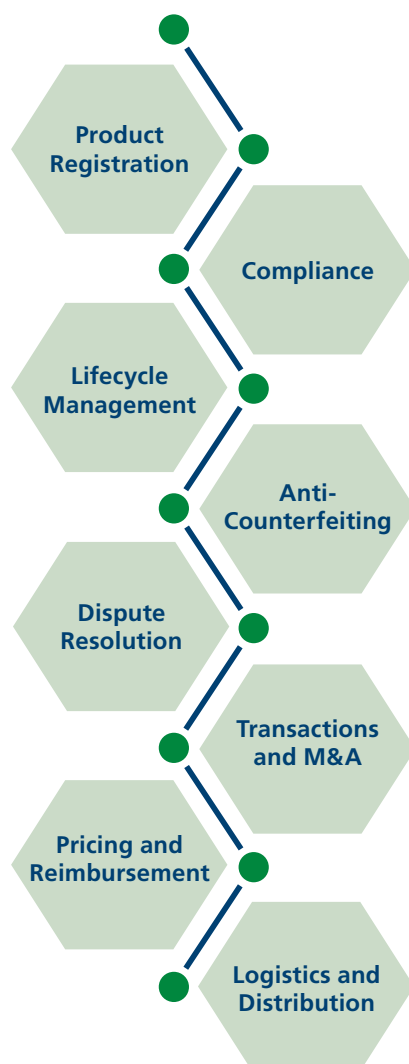 Product
Registration
Compliance
Lifecycle
Management
Anti-
Counterfeiting
Dispute
Resolution
Transactions
and M&A
Pricing and
Reimbursement
Logistics and
Distribution